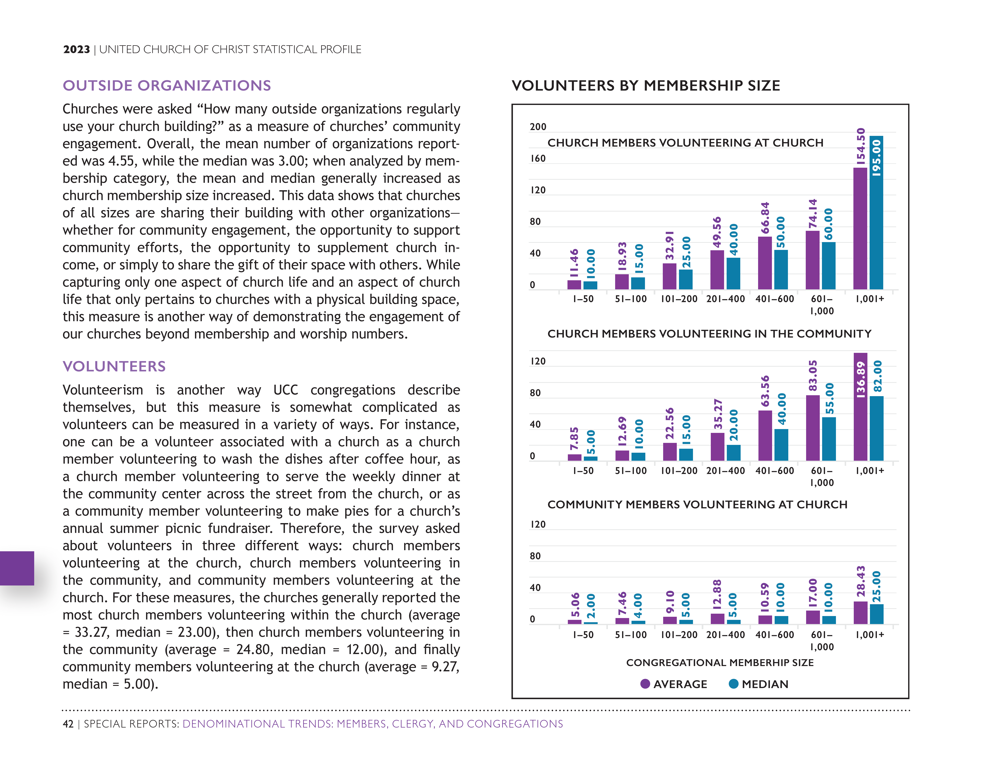 2023 | UNITED CHURCH OF CHRIST STATISTICAL PROFILE
OUTSIDE ORGANIZATIONS
Churches were asked “How many outside organizations regularly
use your church building?” as a measure of churches’ community
engagement. Overall, the mean number of organizations report-
ed was 4.55, while the median was 3.00; when analyzed by mem-
bership category, the mean and median generally increased as
church membership size increased. This data shows that churches
of all sizes are sharing their building with other organizations—
whether for community engagement, the opportunity to support
community efforts, the opportunity to supplement church in-
come, or simply to share the gift of their space with others. While
capturing only one aspect of church life and an aspect of church
life that only pertains to churches with a physical building space,
this measure is another way of demonstrating the engagement of
our churches beyond membership and worship numbers.
VOLUNTEERS
Volunteerism is another way UCC congregations describe
themselves, but this measure is somewhat complicated as
volunteers can be measured in a variety of ways. For instance,
one can be a volunteer associated with a church as a church
member volunteering to wash the dishes after coffee hour, as
a church member volunteering to serve the weekly dinner at
the community center across the street from the church, or as
a community member volunteering to make pies for a church’s
annual summer picnic fundraiser. Therefore, the survey asked
about volunteers in three different ways: church members
volunteering at the church, church members volunteering in
the community, and community members volunteering at the
church. For these measures, the churches generally reported the
most church members volunteering within the church (average
= 33.27, median = 23.00), then church members volunteering in
the community (average = 24.80, median = 12.00), and finally
community members volunteering at the church (average = 9.27,
median = 5.00).
VOLUNTEERS BY MEMBERSHIP SIZE
CHURCH MEMBERS VOLUNTEERING AT CHURCH
200
160
120
80
40
0
11.46
10.00
18.93
15.00
32.91
25.00
49.56
40.00
66.84
50.00
74.14
60.00
154.50
195.00
1–50 51–100 101–200 201–400 401–600 601– 1,001+
1,000
CHURCH MEMBERS VOLUNTEERING IN THE COMMUNITY
120
80
40
0
7.85
5.00
12.69
10.00
22.56
15.00
35.27
20.00
63.56
40.00
83.05
55.00
136.89
82.00
1–50 51–100 101–200 201–400 401–600 601– 1,001+
1,000
COMMUNITY MEMBERS VOLUNTEERING AT CHURCH
120
80
40
0
5.06
2.00
7.46
4.00
9.10
5.00
12.88
5.00
10.59
10.00
17.00
10.00
28.43
25.00
1–50 51–100 101–200 201–400 401–600 601– 1,001+
1,000
CONGREGATIONAL MEMBERHIP SIZE
AVERAGE MEDIAN
42 | SPECIAL REPORTS: DENOMINATIONAL TRENDS: MEMBERS, CLERGY, AND CONGREGATIONS